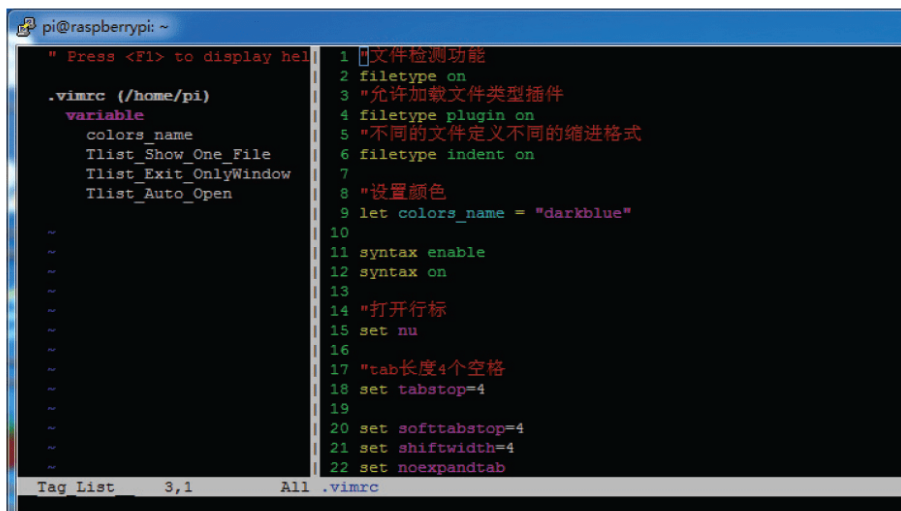 pi@raspberrypi: ~
" Press <F1> to display hel
.vimrc (/home/pi)
variable
colors_name
Tlist_Show_One_File
Tlist_Exit_OnlyWindow
Tlist_Auto_Open
~
~
~
~
~
~
~
~
~
~
~
~
~
1 "文件检测功能
2 filetype on
3 "允许加载文件类型插件
4 filetype plugin on
5 "不同的文件定义不同的缩进格式
6 filetype indent on
7
8 "设置颜色
9 let colors_name = "darkblue"
10
11 syntax enable
12 syntax on
13
14 "打开行标
15 set nu
16
17 "tab长度4个空格
18 set tabstop=4
19
20 set softtabstop=4
21 set shiftwidth=4
22 set noexpandtab
__Tag_List__ 3,1 All .vimrc